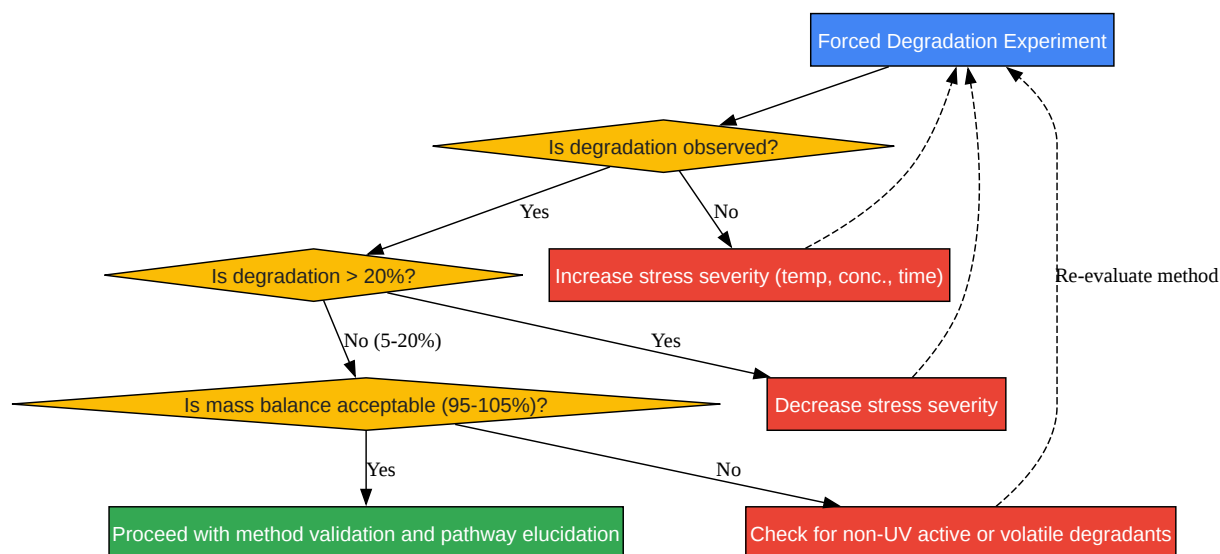 Forced Degradation Experiment
Is degradation observed?
Yes
No
Is degradation > 20%?
Increase stress severity (temp, conc., time)
Re-evaluate method
No (5-20%)
Yes
Is mass balance acceptable (95-105%)?
Decrease stress severity
Yes
No
Proceed with method validation and pathway elucidation
Check for non-UV active or volatile degradants